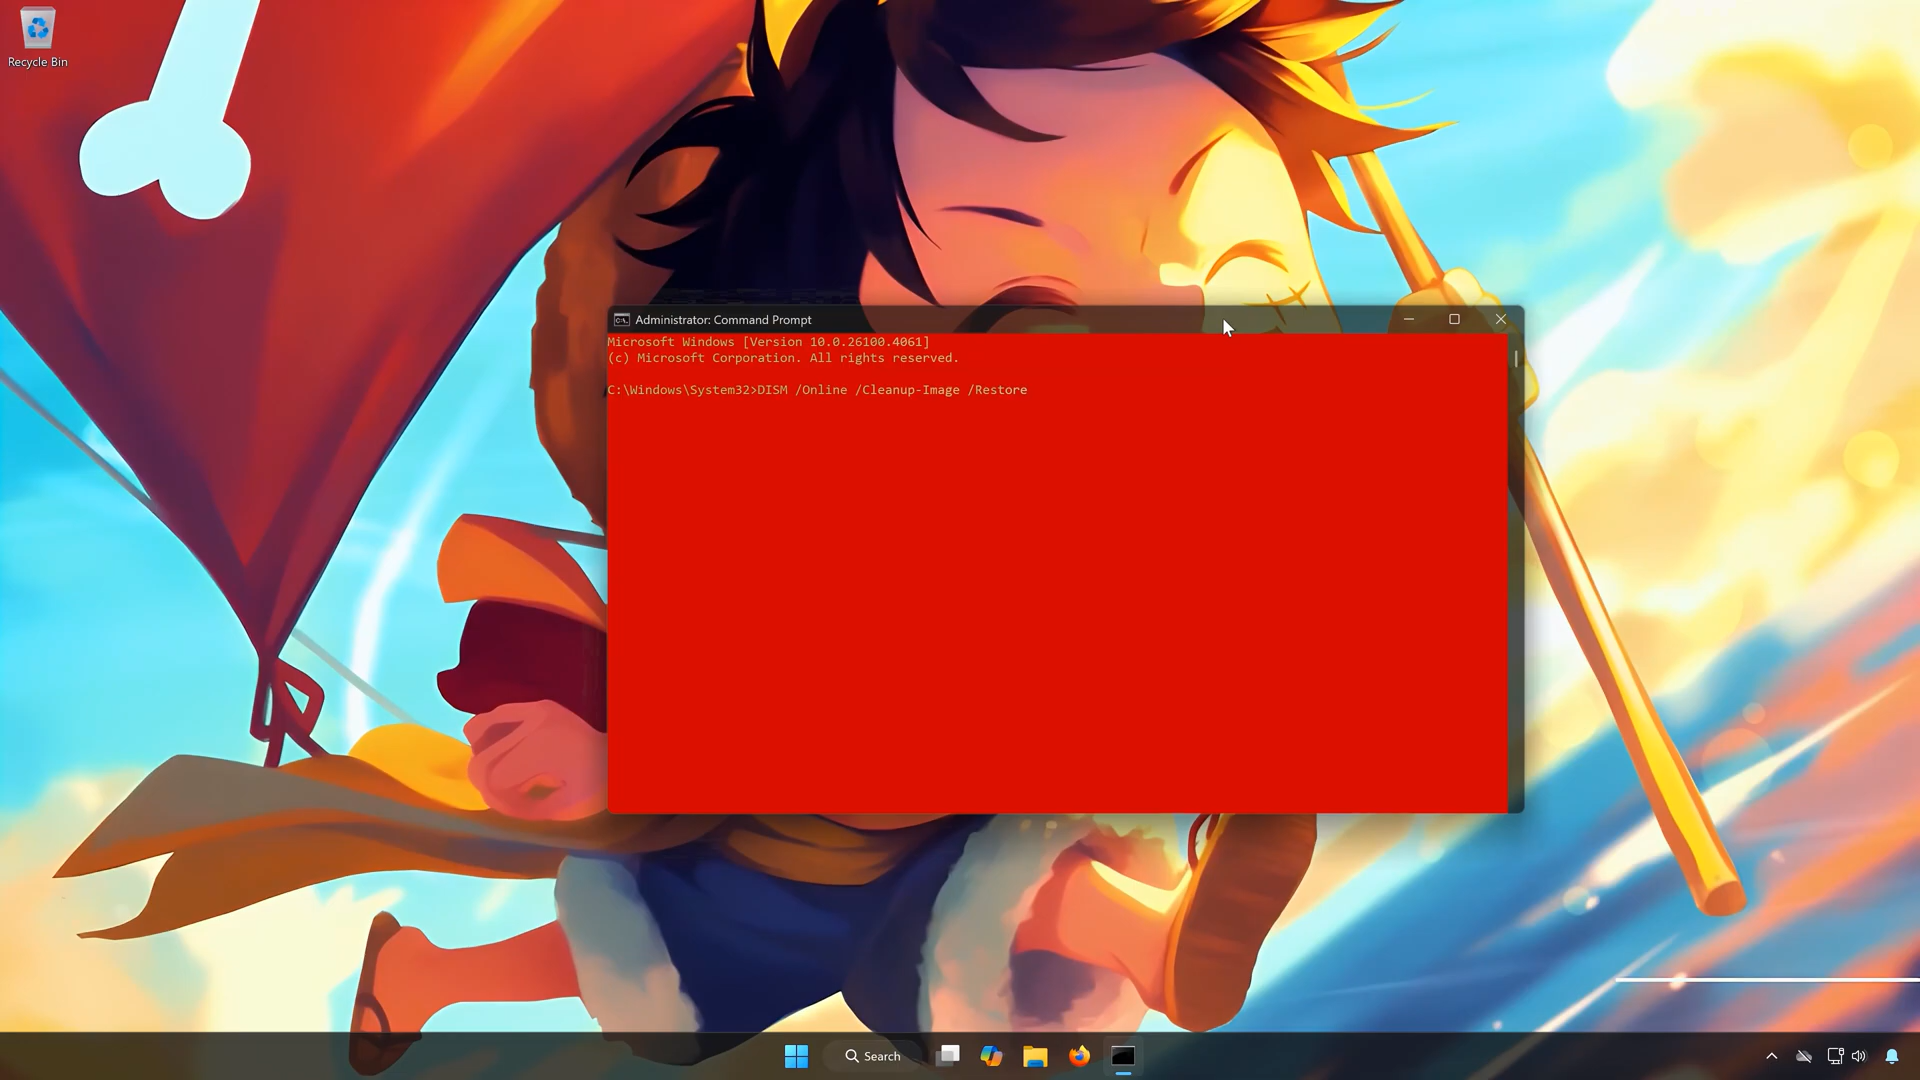 Recycle Bin
Administrator: Command Prompt
Microsoft Windows [Version 10.0.26100.4061]
(c) Microsoft Corporation. All rights reserved.
C:\Windows\System32>DISM /Online /Cleanup-Image /Restore
Search